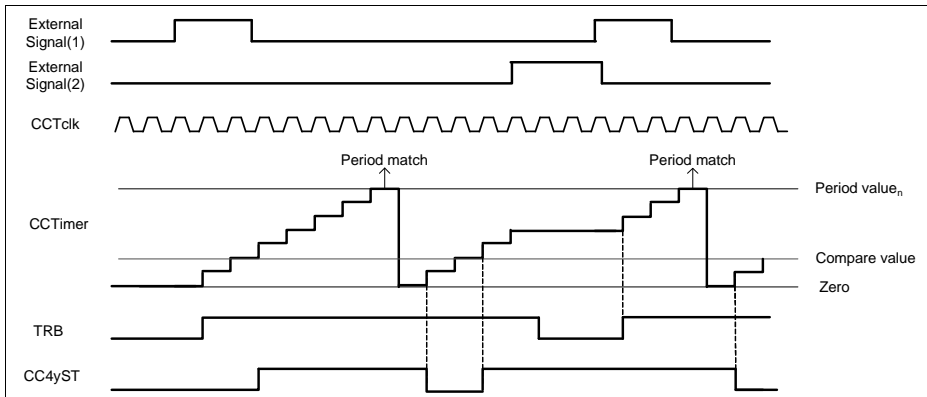 External
Signal(1)
External
Signal(2)
CCTclk
Period match
Period match
Period valueₙ
CCTimer
Compare value
Zero
TRB
CC4yST